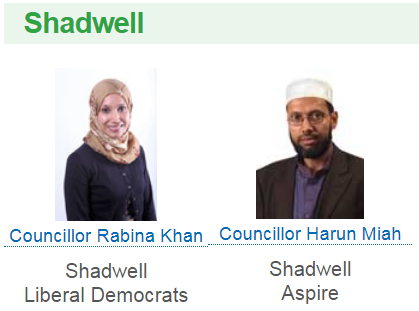 Shadwell
Councillor Rabina Khan
Shadwell
Liberal Democrats
Councillor Harun Miah
Shadwell
Aspire